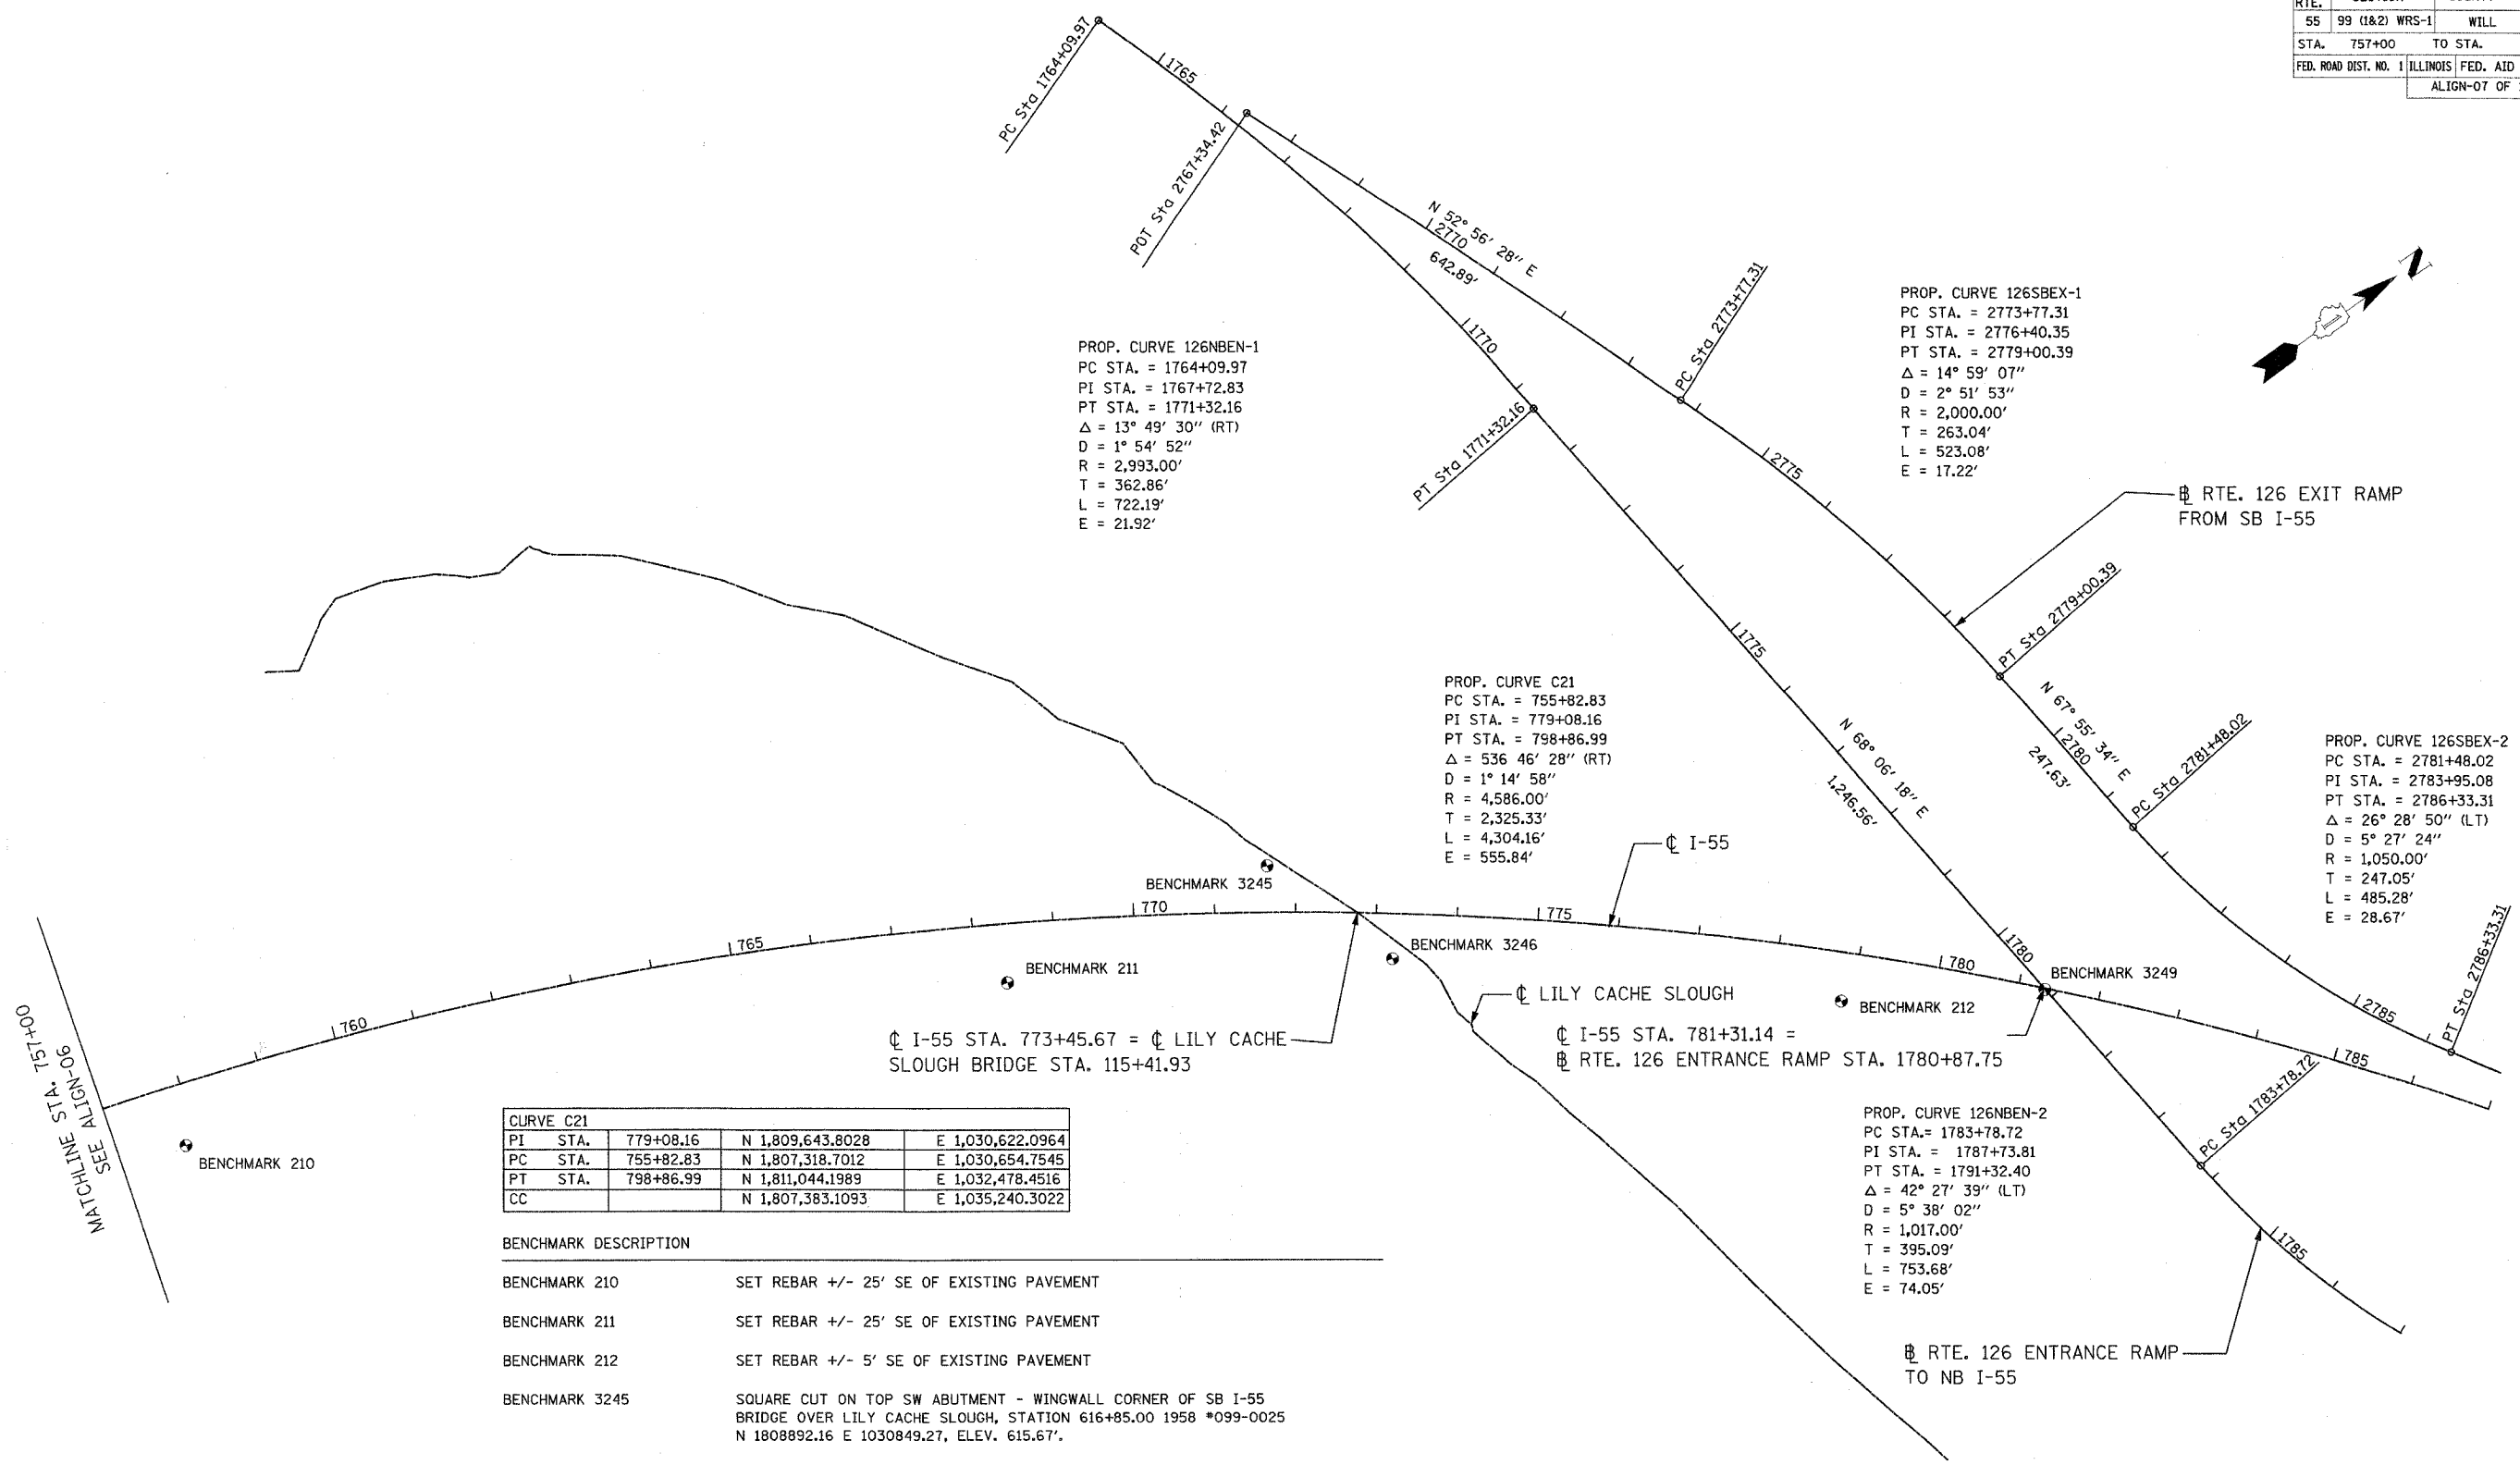 RTE.
55 99 (1&2) WRS-1 WILL
STA. 757+00 TO STA.
FED. ROAD DIST. NO. 1 ILLINOIS FED. AID
ALIGN-07 OF
PC Sta 1764+09.97
1765
POT Sta 2767+34.42
N 52° 56' 28" E
2770
642.89'
PC Sta 2773+77.31
N
1770
PROP. CURVE 126NBEN-1
PC STA. = 1764+09.97
PI STA. = 1767+72.83
PT STA. = 1771+32.16
Δ = 13° 49' 30" (RT)
D = 1° 54' 52"
R = 2,993.00'
T = 362.86'
L = 722.19'
E = 21.92'
PROP. CURVE 126SBEX-1
PC STA. = 2773+77.31
PI STA. = 2776+40.35
PT STA. = 2779+00.39
Δ = 14° 59' 07"
D = 2° 51' 53"
R = 2,000.00'
T = 263.04'
L = 523.08'
E = 17.22'
PT Sta 1771+32.16
2775
℄ RTE. 126 EXIT RAMP
FROM SB I-55
PT Sta 2779+00.39
1775
N 67° 55' 34" E
2780
247.63'
PC Sta 2781+48.02
N 68° 06' 18" E
1,246.56'
PROP. CURVE C21
PC STA. = 755+82.83
PI STA. = 779+08.16
PT STA. = 798+86.99
Δ = 536 46' 28" (RT)
D = 1° 14' 58"
R = 4,586.00'
T = 2,325.33'
L = 4,304.16'
E = 555.84'
PROP. CURVE 126SBEX-2
PC STA. = 2781+48.02
PI STA. = 2783+95.08
PT STA. = 2786+33.31
Δ = 26° 28' 50" (LT)
D = 5° 27' 24"
R = 1,050.00'
T = 247.05'
L = 485.28'
E = 28.67'
℄ I-55
BENCHMARK 3245
770
775
765
760
780
1780
785
2785
PT Sta 2786+33.31
BENCHMARK 3246
BENCHMARK 211
BENCHMARK 3249
BENCHMARK 212
℄ LILY CACHE SLOUGH
℄ I-55 STA. 773+45.67 = ℄ LILY CACHE
SLOUGH BRIDGE STA. 115+41.93
℄ I-55 STA. 781+31.14 =
℄ RTE. 126 ENTRANCE RAMP STA. 1780+87.75
MATCHLINE STA. 757+00
SEE ALIGN-06
BENCHMARK 210
PC Sta 1783+78.72
1785
PROP. CURVE 126NBEN-2
PC STA.= 1783+78.72
PI STA. = 1787+73.81
PT STA. = 1791+32.40
Δ = 42° 27' 39" (LT)
D = 5° 38' 02"
R = 1,017.00'
T = 395.09'
L = 753.68'
E = 74.05'
℄ RTE. 126 ENTRANCE RAMP
TO NB I-55
CURVE C21
PI STA. 779+08.16 N 1,809,643.8028 E 1,030,622.0964
PC STA. 755+82.83 N 1,807,318.7012 E 1,030,654.7545
PT STA. 798+86.99 N 1,811,044.1989 E 1,032,478.4516
CC N 1,807,383.1093 E 1,035,240.3022
BENCHMARK DESCRIPTION
BENCHMARK 210 SET REBAR +/- 25' SE OF EXISTING PAVEMENT
BENCHMARK 211 SET REBAR +/- 25' SE OF EXISTING PAVEMENT
BENCHMARK 212 SET REBAR +/- 5' SE OF EXISTING PAVEMENT
BENCHMARK 3245 SQUARE CUT ON TOP SW ABUTMENT - WINGWALL CORNER OF SB I-55
BRIDGE OVER LILY CACHE SLOUGH, STATION 616+85.00 1958 #099-0025
N 1808892.16 E 1030849.27, ELEV. 615.67'.